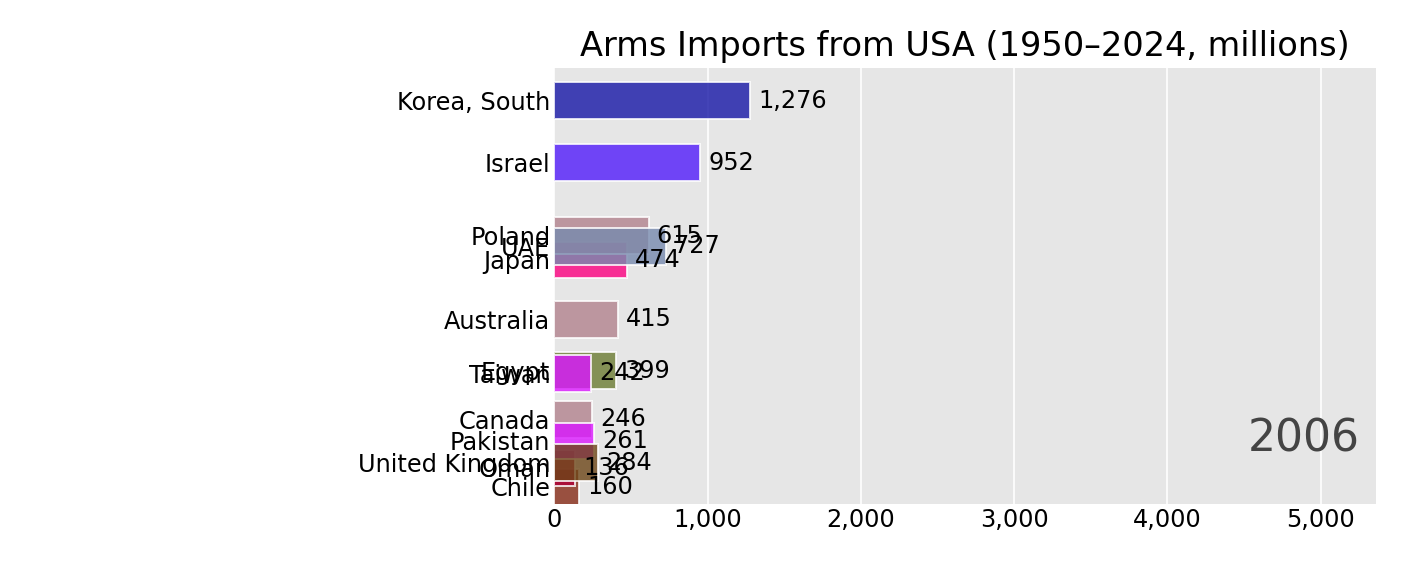 Arms Imports from USA (1950–2024, millions)
Korea, South 1,276
Israel 952
Poland 615
UAE 727
Japan 474
Australia 415
Egypt 399
Taiwan 242
Canada 246
Pakistan 261
United Kingdom 284
Oman 136
Chile 160
2006
0 1,000 2,000 3,000 4,000 5,000